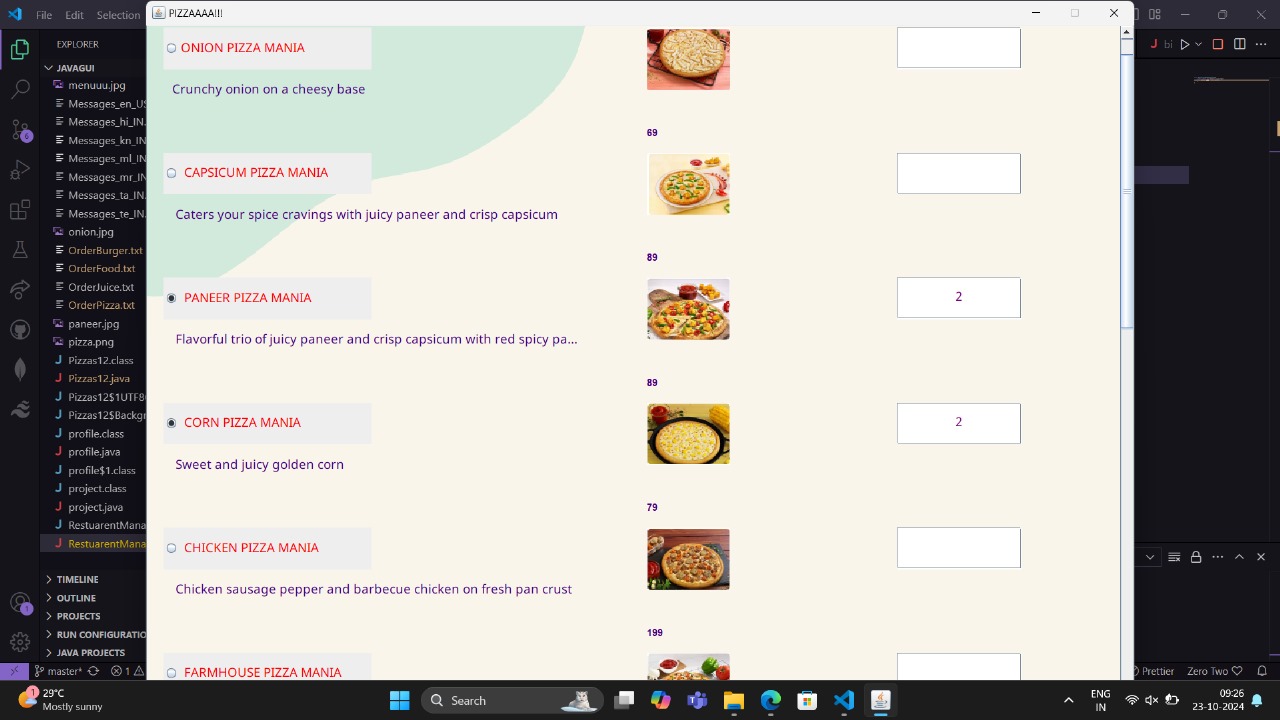 PIZZAAAA!!!
File Edit Selection
EXPLORER
JAVAGUI
menuuu.jpg
Messages_en_US
Messages_hi_IN.
Messages_kn_IN
Messages_ml_IN
Messages_mr_IN
Messages_ta_IN.
Messages_te_IN.
onion.jpg
OrderBurger.txt
OrderFood.txt
OrderJuice.txt
OrderPizza.txt
paneer.jpg
pizza.png
Pizzas12.class
Pizzas12.java
Pizzas12$1UTF8
Pizzas12$Backgr
profile.class
profile.java
profile$1.class
project.class
project.java
RestuarentMana
RestuarentMana
TIMELINE
OUTLINE
PROJECTS
RUN CONFIGURATIO
JAVA PROJECTS
6
1
master*
1
ONION PIZZA MANIA
Crunchy onion on a cheesy base
69
CAPSICUM PIZZA MANIA
Caters your spice cravings with juicy paneer and crisp capsicum
89
PANEER PIZZA MANIA
2
Flavorful trio of juicy paneer and crisp capsicum with red spicy pa...
89
CORN PIZZA MANIA
2
Sweet and juicy golden corn
79
CHICKEN PIZZA MANIA
Chicken sausage pepper and barbecue chicken on fresh pan crust
199
FARMHOUSE PIZZA MANIA
bi
Prettier Zero Two
1
29°C
Mostly sunny
Search
ENG
IN
09:26
23-10-2024